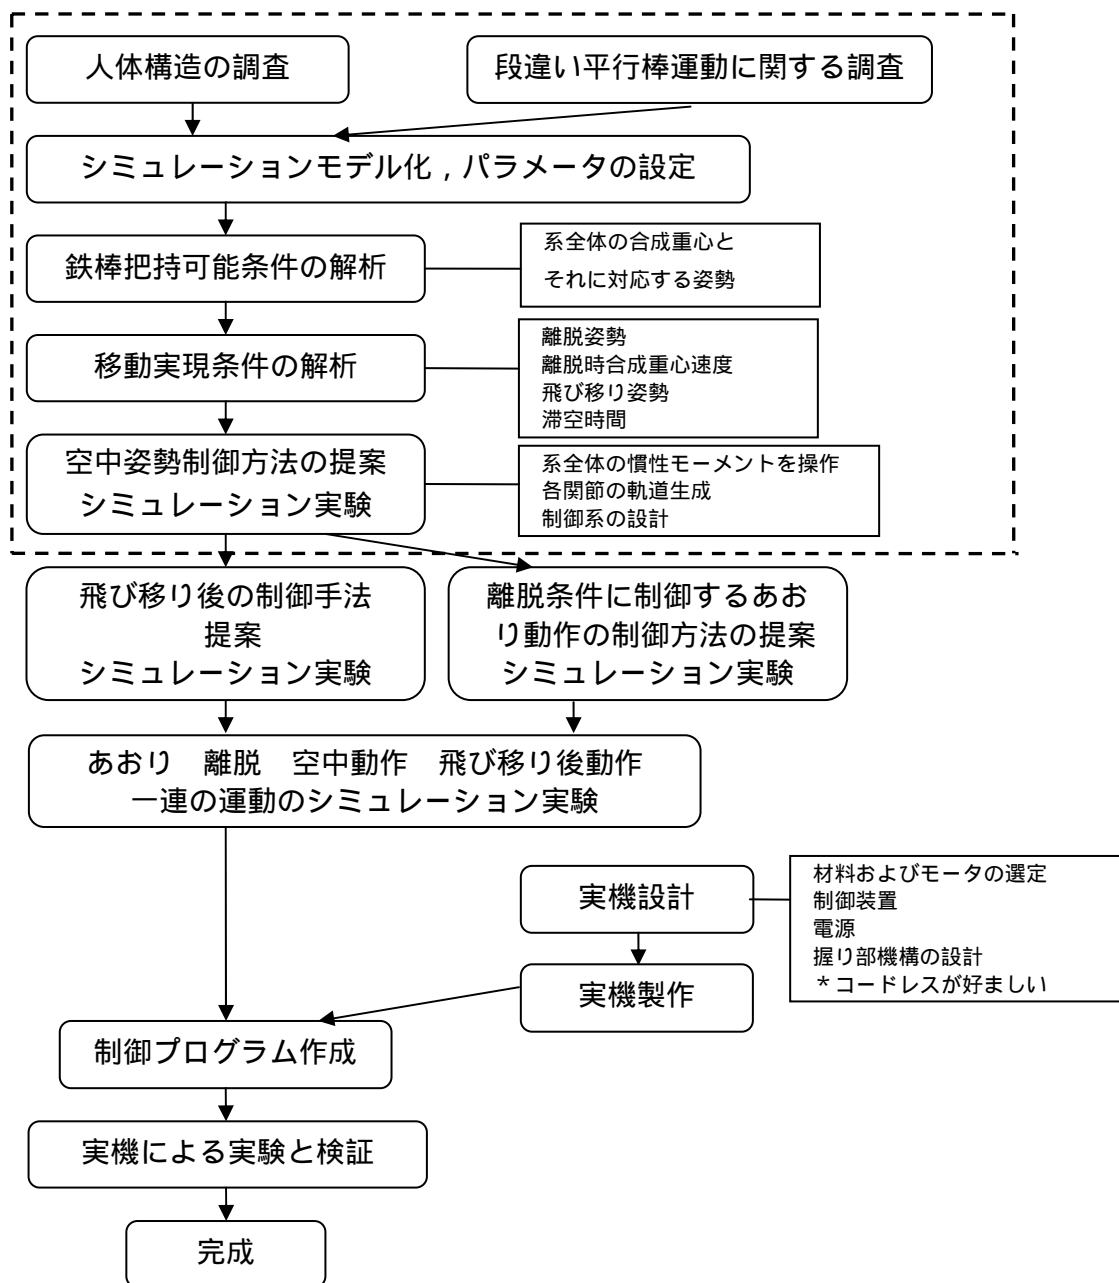 人体構造の調査
段違い平行棒運動に関する調査
シミュレーションモデル化，パラメータの設定
鉄棒把持可能条件の解析
系全体の合成重心と
それに対応する姿勢
移動実現条件の解析
離脱姿勢
離脱時合成重心速度
飛び移り姿勢
滞空時間
空中姿勢制御方法の提案
シミュレーション実験
系全体の慣性モーメントを操作
各関節の軌道生成
制御系の設計
飛び移り後の制御手法
提案
シミュレーション実験
離脱条件に制御するあお
り動作の制御方法の提案
シミュレーション実験
あおり　離脱　空中動作　飛び移り後動作
一連の運動のシミュレーション実験
実機設計
材料およびモータの選定
制御装置
電源
握り部機構の設計
＊コードレスが好ましい
実機製作
制御プログラム作成
実機による実験と検証
完成